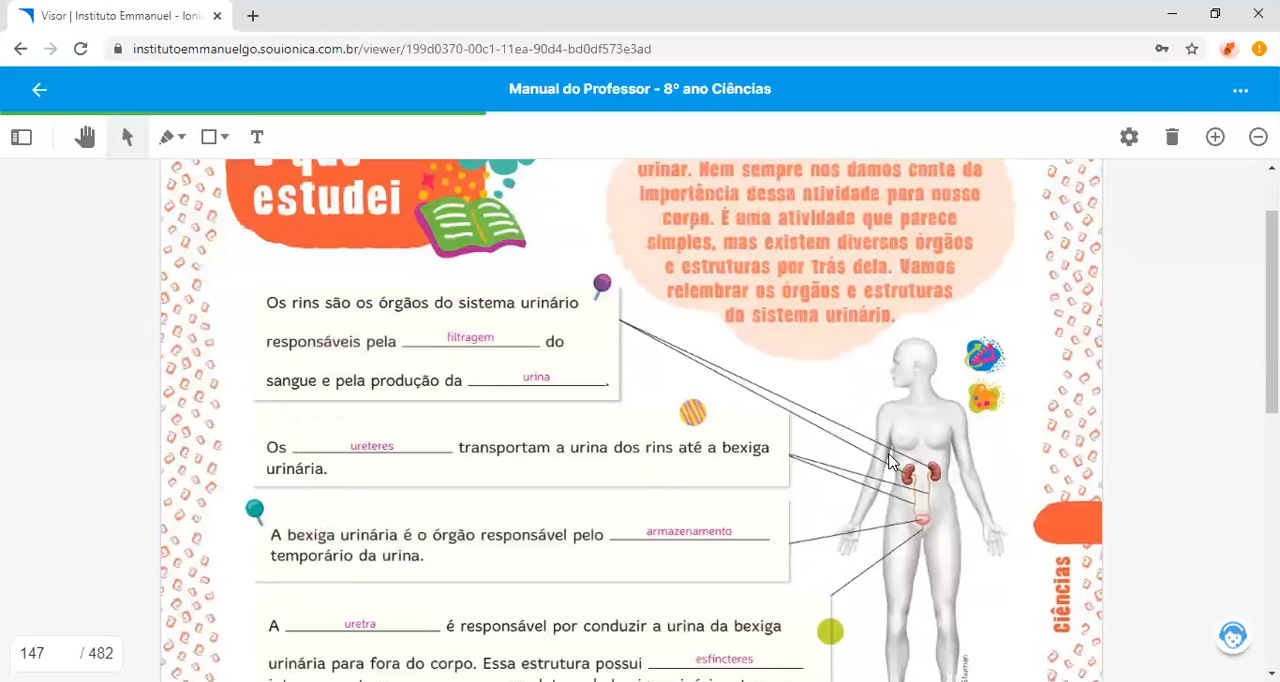 Visor | Instituto Emmanuel - Ioni
institutoemmanuelgo.souionica.com.br/viewer/199d0370-00c1-11ea-90d4-bd0df573e3ad
Manual do Professor - 8º ano Ciências
T
o que
estudei
urinar. Nem sempre nos damos conta da
importância dessa atividade para nosso
corpo. É uma atividade que parece
simples, mas existem diversos órgãos
e estruturas por trás dela. Vamos
relembrar os órgãos e estruturas
do sistema urinário.
Os rins são os órgãos do sistema urinário
responsáveis pela filtragem do
sangue e pela produção da urina.
Os ureteres transportam a urina dos rins até a bexiga
urinária.
A bexiga urinária é o órgão responsável pelo armazenamento
temporário da urina.
A uretra é responsável por conduzir a urina da bexiga
urinária para fora do corpo. Essa estrutura possui esfíncteres
Ciências
147 / 482